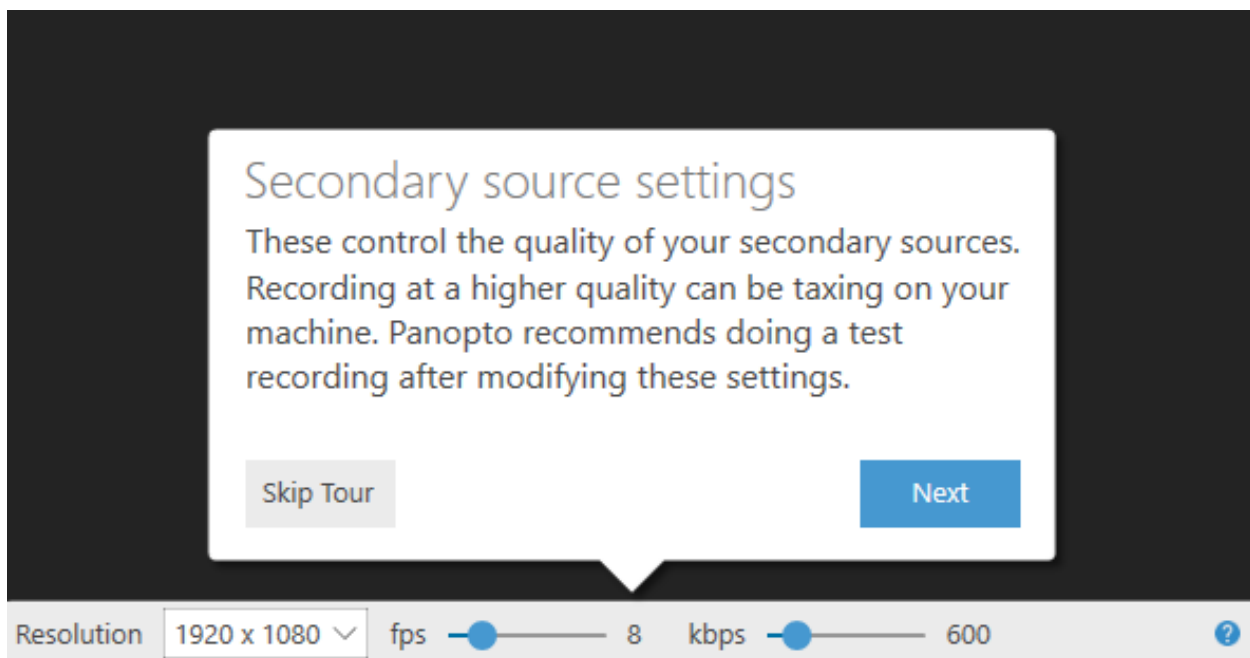 Secondary source settings
These control the quality of your secondary sources.
Recording at a higher quality can be taxing on your
machine. Panopto recommends doing a test
recording after modifying these settings.
Skip Tour Next
Resolution 1920 x 1080 fps 8 kbps 600 ?